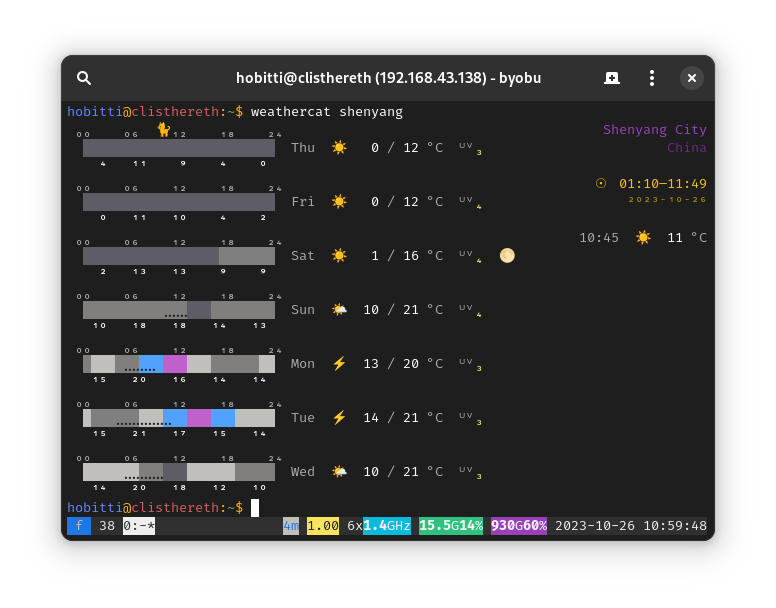 hobitti@clisthereth (192.168.43.138) - byobu
hobitti@clisthereth:~$ weathercat shenyang
00 06 12 18 24
Thu ☀️ 0 / 12 °C UV 3
4 11 9 4 0
Shenyang City
China
☉ 01:10—11:49
2023-10-26
00 06 12 18 24
Fri ☀️ 0 / 12 °C UV 4
0 11 10 4 2
10:45 ☀️ 11 °C
00 06 12 18 24
Sat ☀️ 1 / 16 °C UV 4
2 13 13 9 9
00 06 12 18 24
Sun 🌤️ 10 / 21 °C UV 4
10 18 18 14 13
00 06 12 18 24
Mon ⚡ 13 / 20 °C UV 3
15 20 16 14 14
00 06 12 18 24
Tue ⚡ 14 / 21 °C UV 3
15 21 17 15 14
00 06 12 18 24
Wed 🌤️ 10 / 21 °C UV 3
14 20 16 12 10
hobitti@clisthereth:~$
f 38 0:-* 4m 1.00 6x1.4GHz 15.5G14% 930G60% 2023-10-26 10:59:48